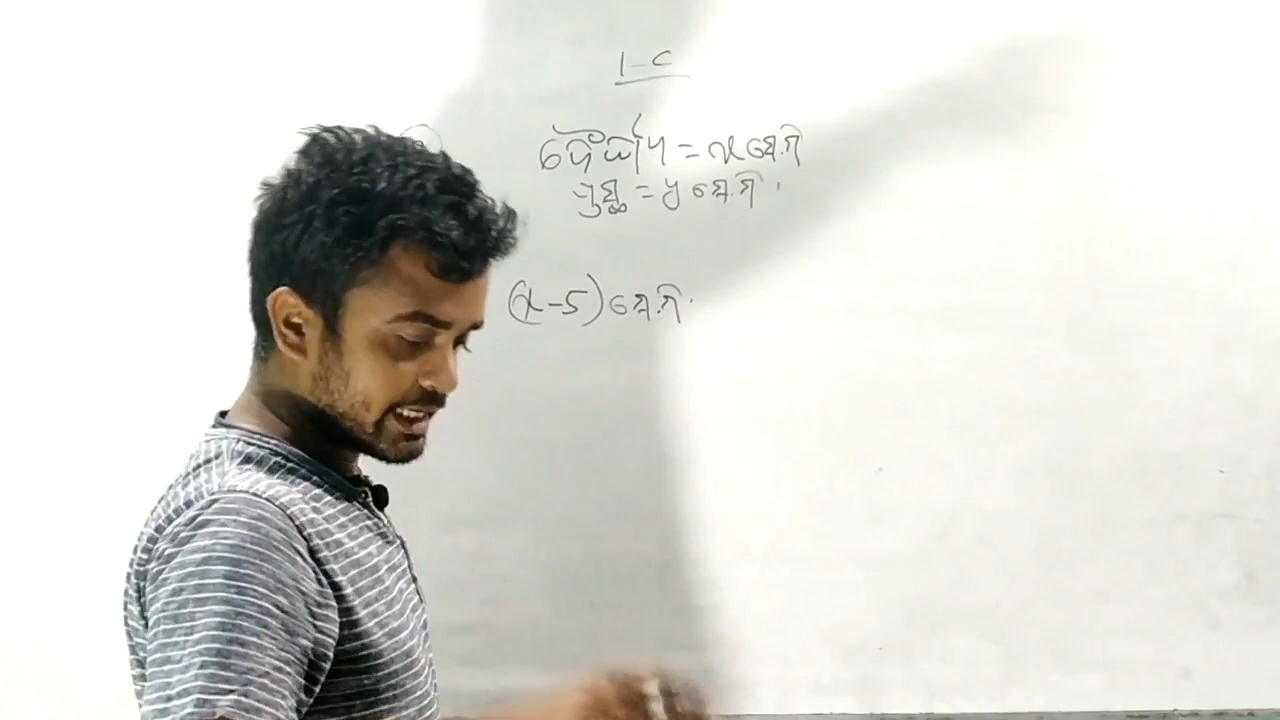 1-C
ଦୈର୍ଘ୍ୟ = x ସେ.ମି
ପ୍ରସ୍ଥ = y ସେ.ମି.
(x-5) ସେ.ମି.